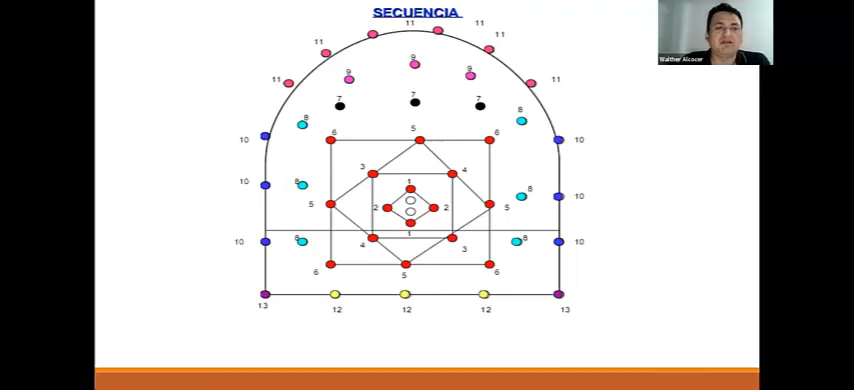 SECUENCIA
11 11
11 11
11 9 9 9 11
7 7 7
8 8
10 6 5 6 10
3 4
10 8 1 8 10
5 2 2 5
1
10 8 4 3 8 10
6 5 6
13 12 12 12 13
Walther Alcocer